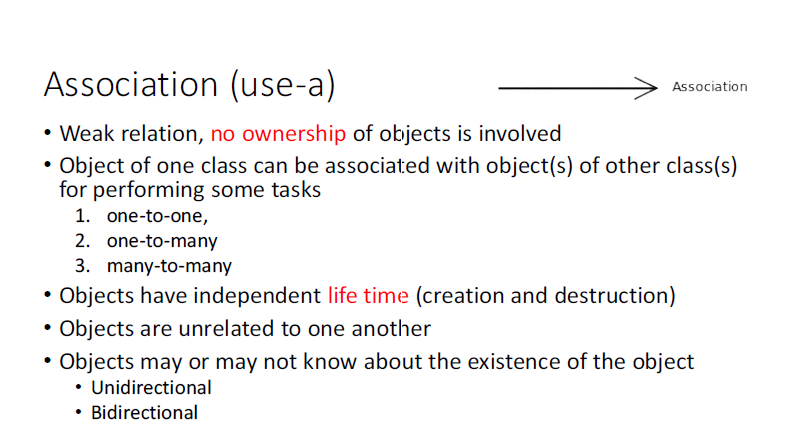 Association (use-a)
Association
• Weak relation, no ownership of objects is involved
• Object of one class can be associated with object(s) of other class(s)
for performing some tasks
1. one-to-one,
2. one-to-many
3. many-to-many
• Objects have independent life time (creation and destruction)
• Objects are unrelated to one another
• Objects may or may not know about the existence of the object
• Unidirectional
• Bidirectional